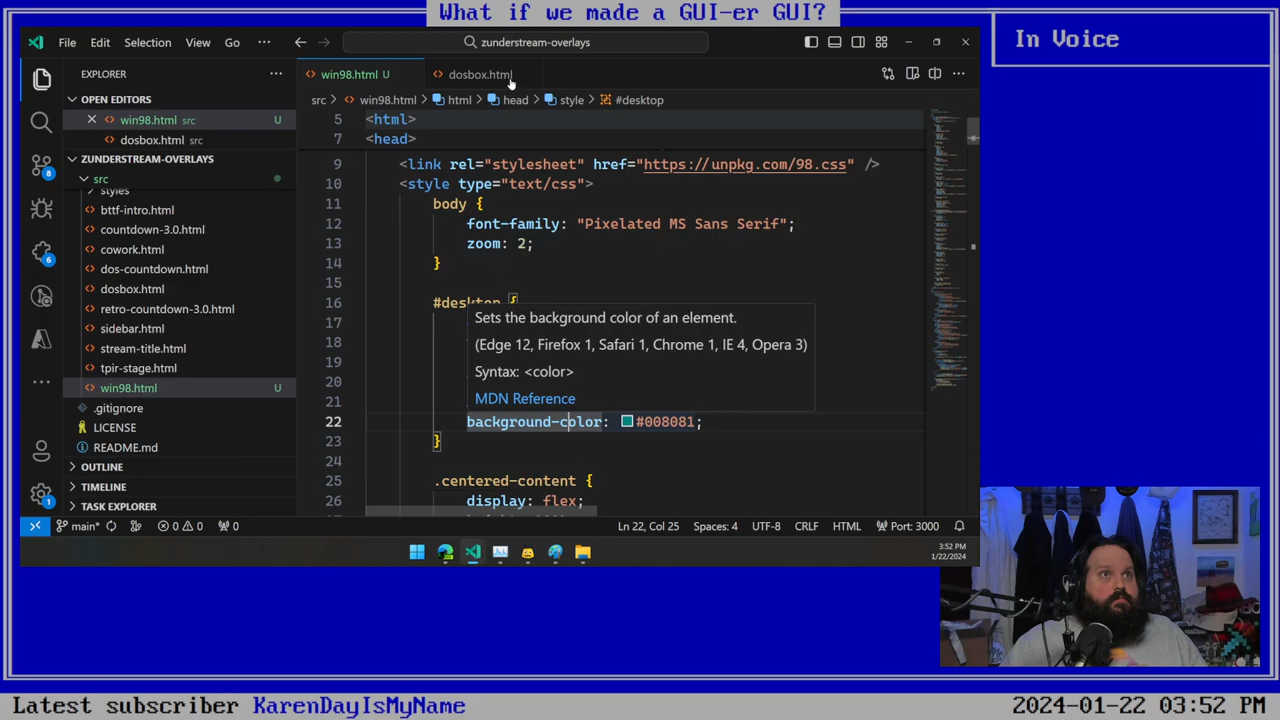 What if we made a GUI-er GUI?
In Voice
File Edit Selection View Go ··· zunderstream-overlays
EXPLORER ···
win98.html U dosbox.html
OPEN EDITORS
src win98.html html head style #desktop
win98.html src U
dosbox.html src
ZUNDERSTREAM-OVERLAYS
src
styles
bttf-intro.html
countdown-3.0.html
cowork.html
dos-countdown.html
dosbox.html
retro-countdown-3.0.html
sidebar.html
stream-title.html
tpir-stage.html
win98.html U
.gitignore
LICENSE
README.md
OUTLINE
TIMELINE
TASK EXPLORER
8
6
1
5 <html>
7 <head>
9 <link rel="stylesheet" href="https://unpkg.com/98.css" />
10 <style type="text/css">
11 body {
12 font-family: "Pixelated MS Sans Serif";
13 zoom: 2;
14 }
15
16 #desktop {
17 Sets the background color of an element.
(Edge 12, Firefox 1, Safari 1, Chrome 1, IE 4, Opera 3)
Syntax: <color>
20
21 MDN Reference
22 background-color: #008081;
23 }
24
25 .centered-content {
26 display: flex;
main* 0 0 0 Ln 22, Col 25 Spaces: 4 UTF-8 CRLF HTML Port: 3000
3:52 PM
1/22/2024
Latest subscriber KarenDayIsMyName 2024-01-22 03:52 PM